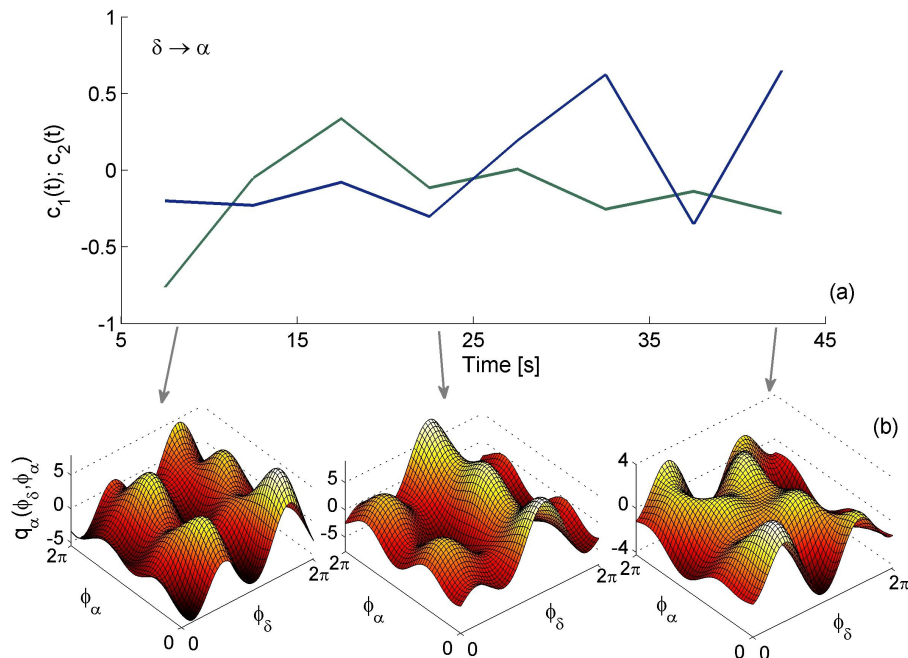 1
0.5
0
-0.5
-1
c₁(t); c₂(t)
δ → α
(a)
5 15 25 35 45
Time [s]
(b)
qα(ϕδ,ϕα)
5
0
-5
2π
ϕα
0 0
ϕδ
2π
5
0
-5
2π
ϕα
0 0
ϕδ
2π
4
0
-4
2π
ϕα
0 0
ϕδ
2π